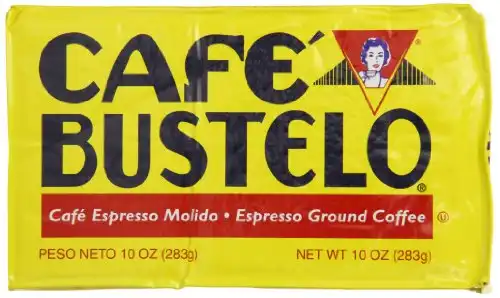 CAFÉ
BUSTELO®
Café Espresso Molido • Espresso Ground Coffee
PESO NETO 10 OZ (283g) NET WT 10 OZ (283g)